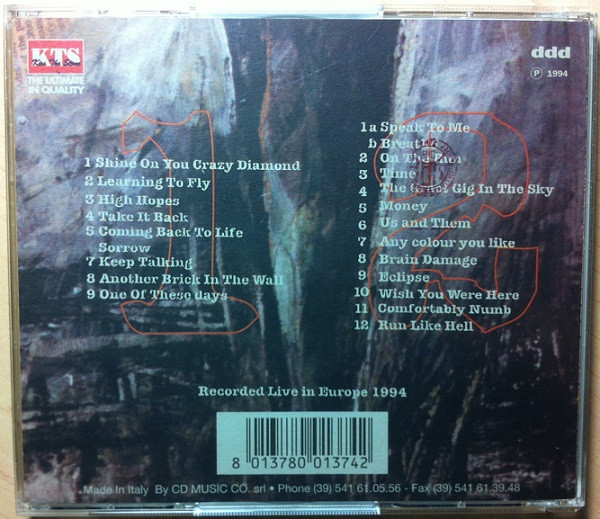 KTS
Kiss The Stone
THE ULTIMATE
IN QUALITY
ddd
P 1994
1 Shine On You Crazy Diamond
2 Learning To Fly
3 High Hopes
4 Take It Back
5 Coming Back To Life
Sorrow
7 Keep Talking
8 Another Brick In The Wall
9 One Of These days
1a Speak To Me
b Breathe
2 On The Run
3 Time
4 The Great Gig In The Sky
5 Money
6 Us and Them
7 Any colour you like
8 Brain Damage
9 Eclipse
10 Wish You Were Here
11 Comfortably Numb
12 Run Like Hell
Recorded Live in Europe 1994
8 013780 013742
Made In Italy By CD MUSIC CO. srl • Phone (39) 541 61.05.56 - Fax (39) 541 61.39.48